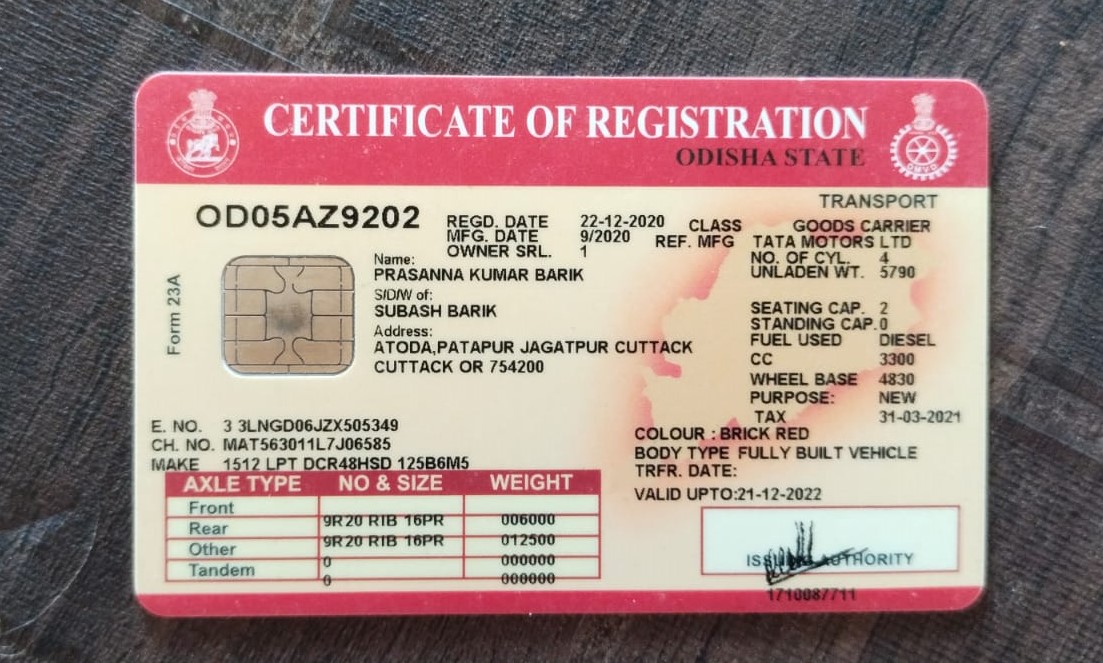 CERTIFICATE OF REGISTRATION
ODISHA STATE
TRANSPORT
OD05AZ9202
REGD. DATE 22-12-2020
MFG. DATE 9/2020
OWNER SRL. 1
CLASS GOODS CARRIER
REF. MFG TATA MOTORS LTD
NO. OF CYL. 4
UNLADEN WT. 5790
Form 23A
Name:
PRASANNA KUMAR BARIK
S/D/W of:
SUBASH BARIK
Address:
ATODA,PATAPUR JAGATPUR CUTTACK
CUTTACK OR 754200
SEATING CAP. 2
STANDING CAP.0
FUEL USED DIESEL
CC 3300
WHEEL BASE 4830
PURPOSE: NEW
TAX 31-03-2021
E. NO. 3 3LNGD06JZX505349
CH. NO. MAT563011L7J06585
MAKE 1512 LPT DCR48HSD 125B6M5
COLOUR : BRICK RED
BODY TYPE FULLY BUILT VEHICLE
TRFR. DATE:
VALID UPTO:21-12-2022
AXLE TYPE NO & SIZE WEIGHT
Front 9R20 RIB 16PR 006000
Rear 9R20 RIB 16PR 012500
Other 0 000000
Tandem 0 000000
ISSUING AUTHORITY
1710087711